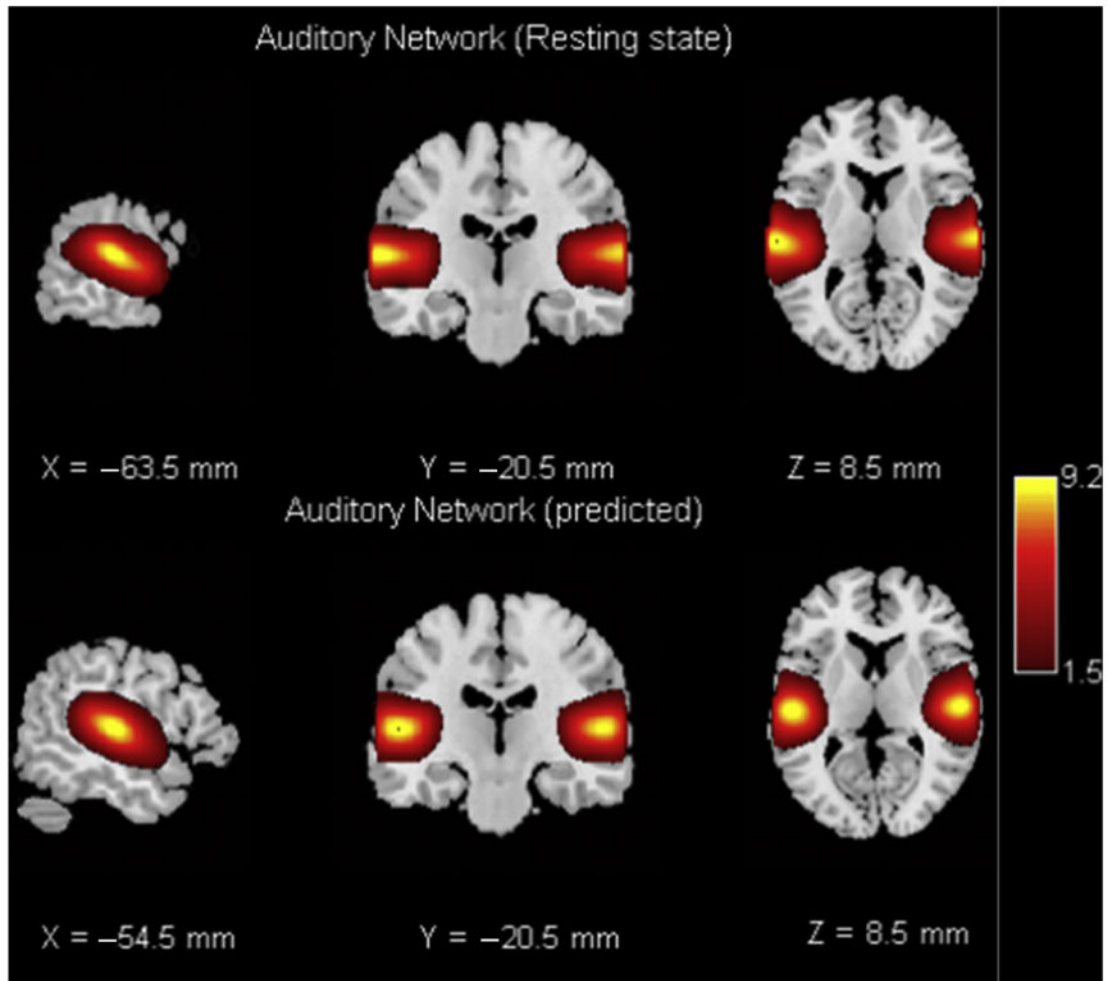 Auditory Network (Resting state)
X = −63.5 mm
Y = −20.5 mm
Z = 8.5 mm
Auditory Network (predicted)
X = −54.5 mm
Y = −20.5 mm
Z = 8.5 mm
9.2
1.5